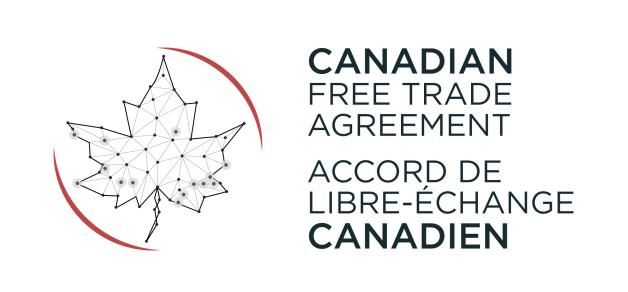 CANADIAN
FREE TRADE
AGREEMENT
ACCORD DE
LIBRE-ÉCHANGE
CANADIEN